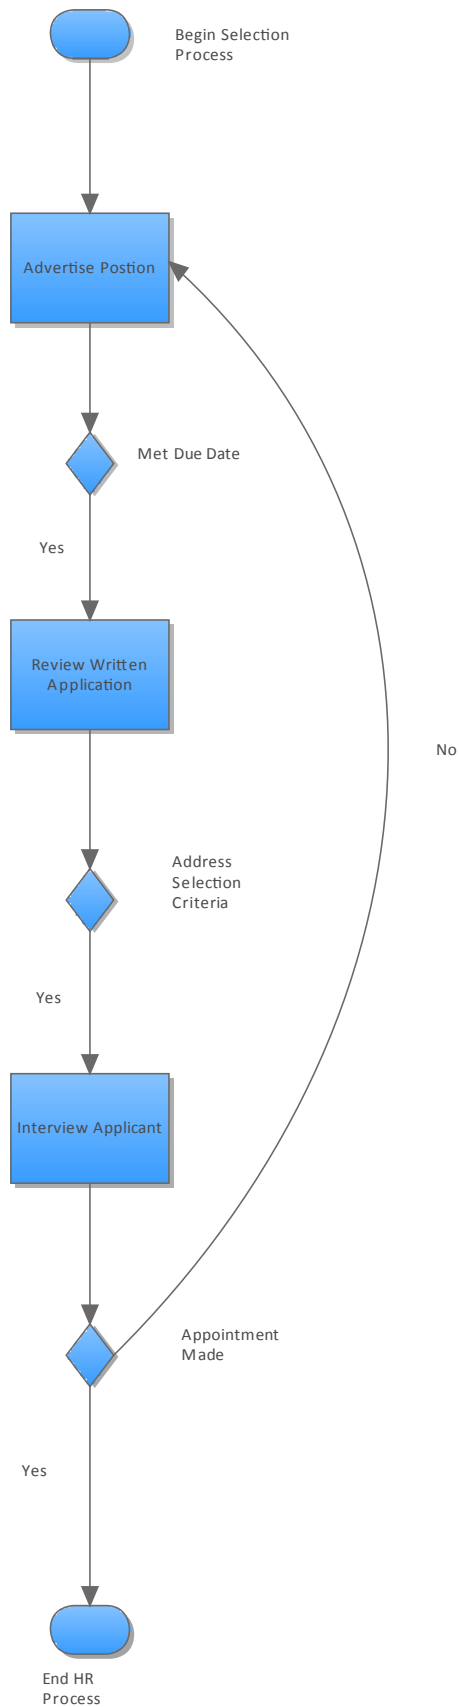 Begin Selection
Process
Advertise Postion
Met Due Date
Yes
Review Written
Application
No
Address
Selection
Criteria
Yes
Interview Applicant
Appointment
Made
Yes
End HR
Process